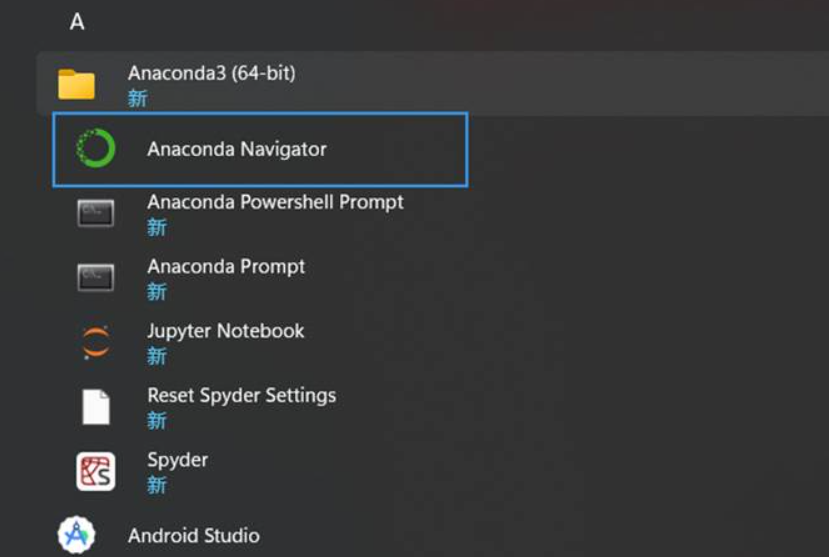 A
Anaconda3 (64-bit)
新
Anaconda Navigator
Anaconda Powershell Prompt
新
Anaconda Prompt
新
Jupyter Notebook
新
Reset Spyder Settings
新
Spyder
新
Android Studio